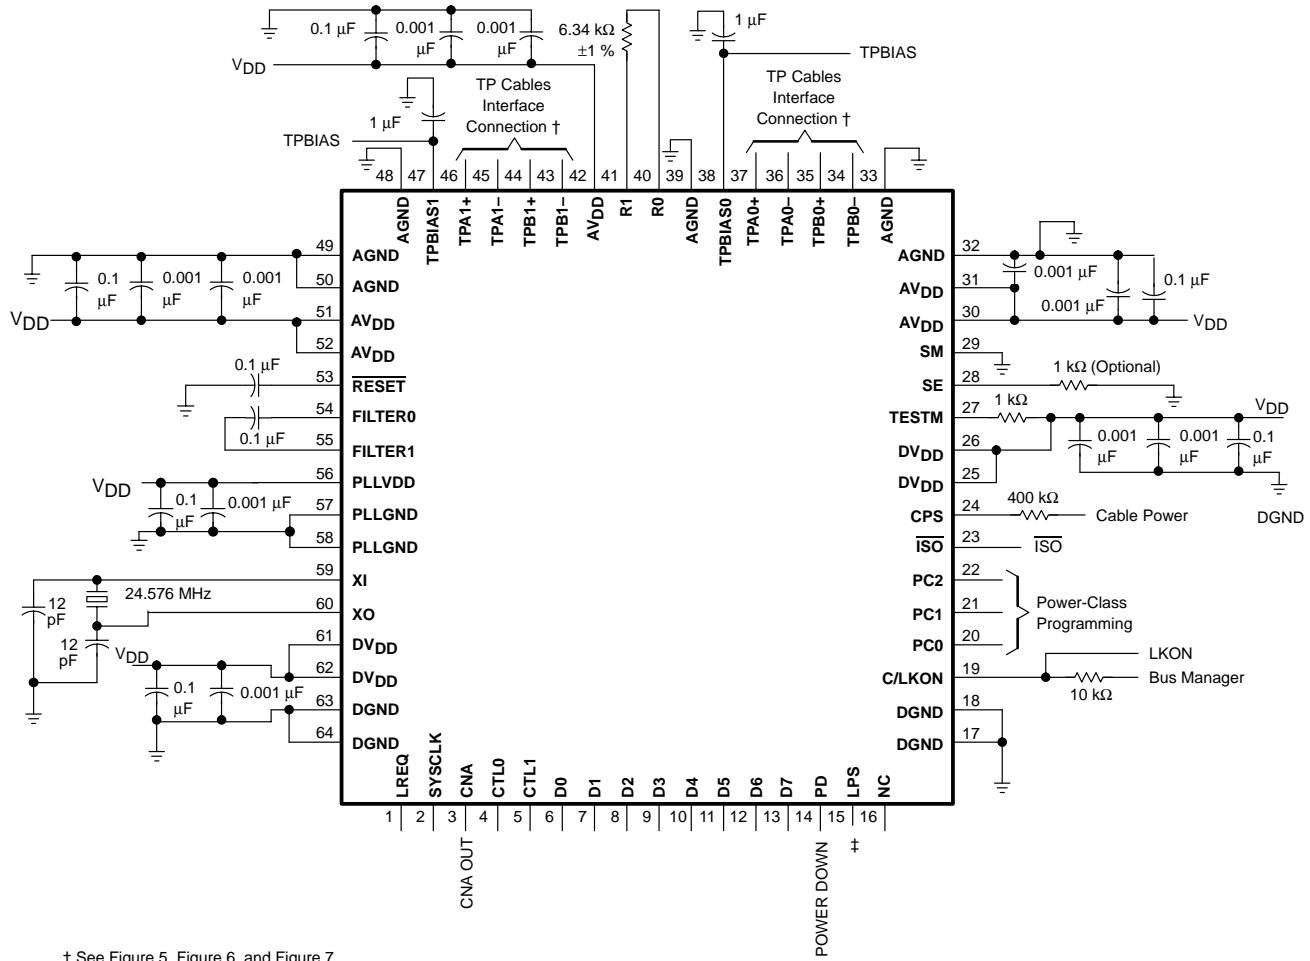 0.1 µF
0.001
µF
0.001
µF
VDD
6.34 kΩ
±1 %
1 µF
TPBIAS
1 µF
TPBIAS
TP Cables
Interface
Connection †
TP Cables
Interface
Connection †
48 47 46 45 44 43 42 41 40 39 38 37 36 35 34 33
AGND
TPBIAS1
TPA1+
TPA1−
TPB1+
TPB1−
AVDD
R1
R0
AGND
TPBIAS0
TPA0+
TPA0−
TPB0+
TPB0−
AGND
49 AGND
50 AGND
51 AVDD
52 AVDD
53 RESET
54 FILTER0
55 FILTER1
56 PLLVDD
57 PLLGND
58 PLLGND
59 XI
60 XO
61 DVDD
62 DVDD
63 DGND
64 DGND
0.1
µF
0.001
µF
0.001
µF
VDD
0.1 µF
0.1 µF
VDD
0.1
µF
0.001 µF
24.576 MHz
12
pF
12
pF
VDD
0.1
µF
0.001 µF
AGND 32
AVDD 31
AVDD 30
SM 29
SE 28
TESTM 27
DVDD 26
DVDD 25
CPS 24
ISO 23
PC2 22
PC1 21
PC0 20
C/LKON 19
DGND 18
DGND 17
0.001 µF
0.001 µF
0.1 µF
VDD
1 kΩ (Optional)
1 kΩ
VDD
0.001
µF
0.001
µF
0.1
µF
DGND
400 kΩ
Cable Power
ISO
Power-Class
Programming
LKON
Bus Manager
10 kΩ
LREQ
SYSCLK
CNA
CTL0
CTL1
D0
D1
D2
D3
D4
D5
D6
D7
PD
LPS
NC
1 2 3 4 5 6 7 8 9 10 11 12 13 14 15 16
CNA OUT
POWER DOWN
‡
† See Figure 5, Figure 6, and Figure 7